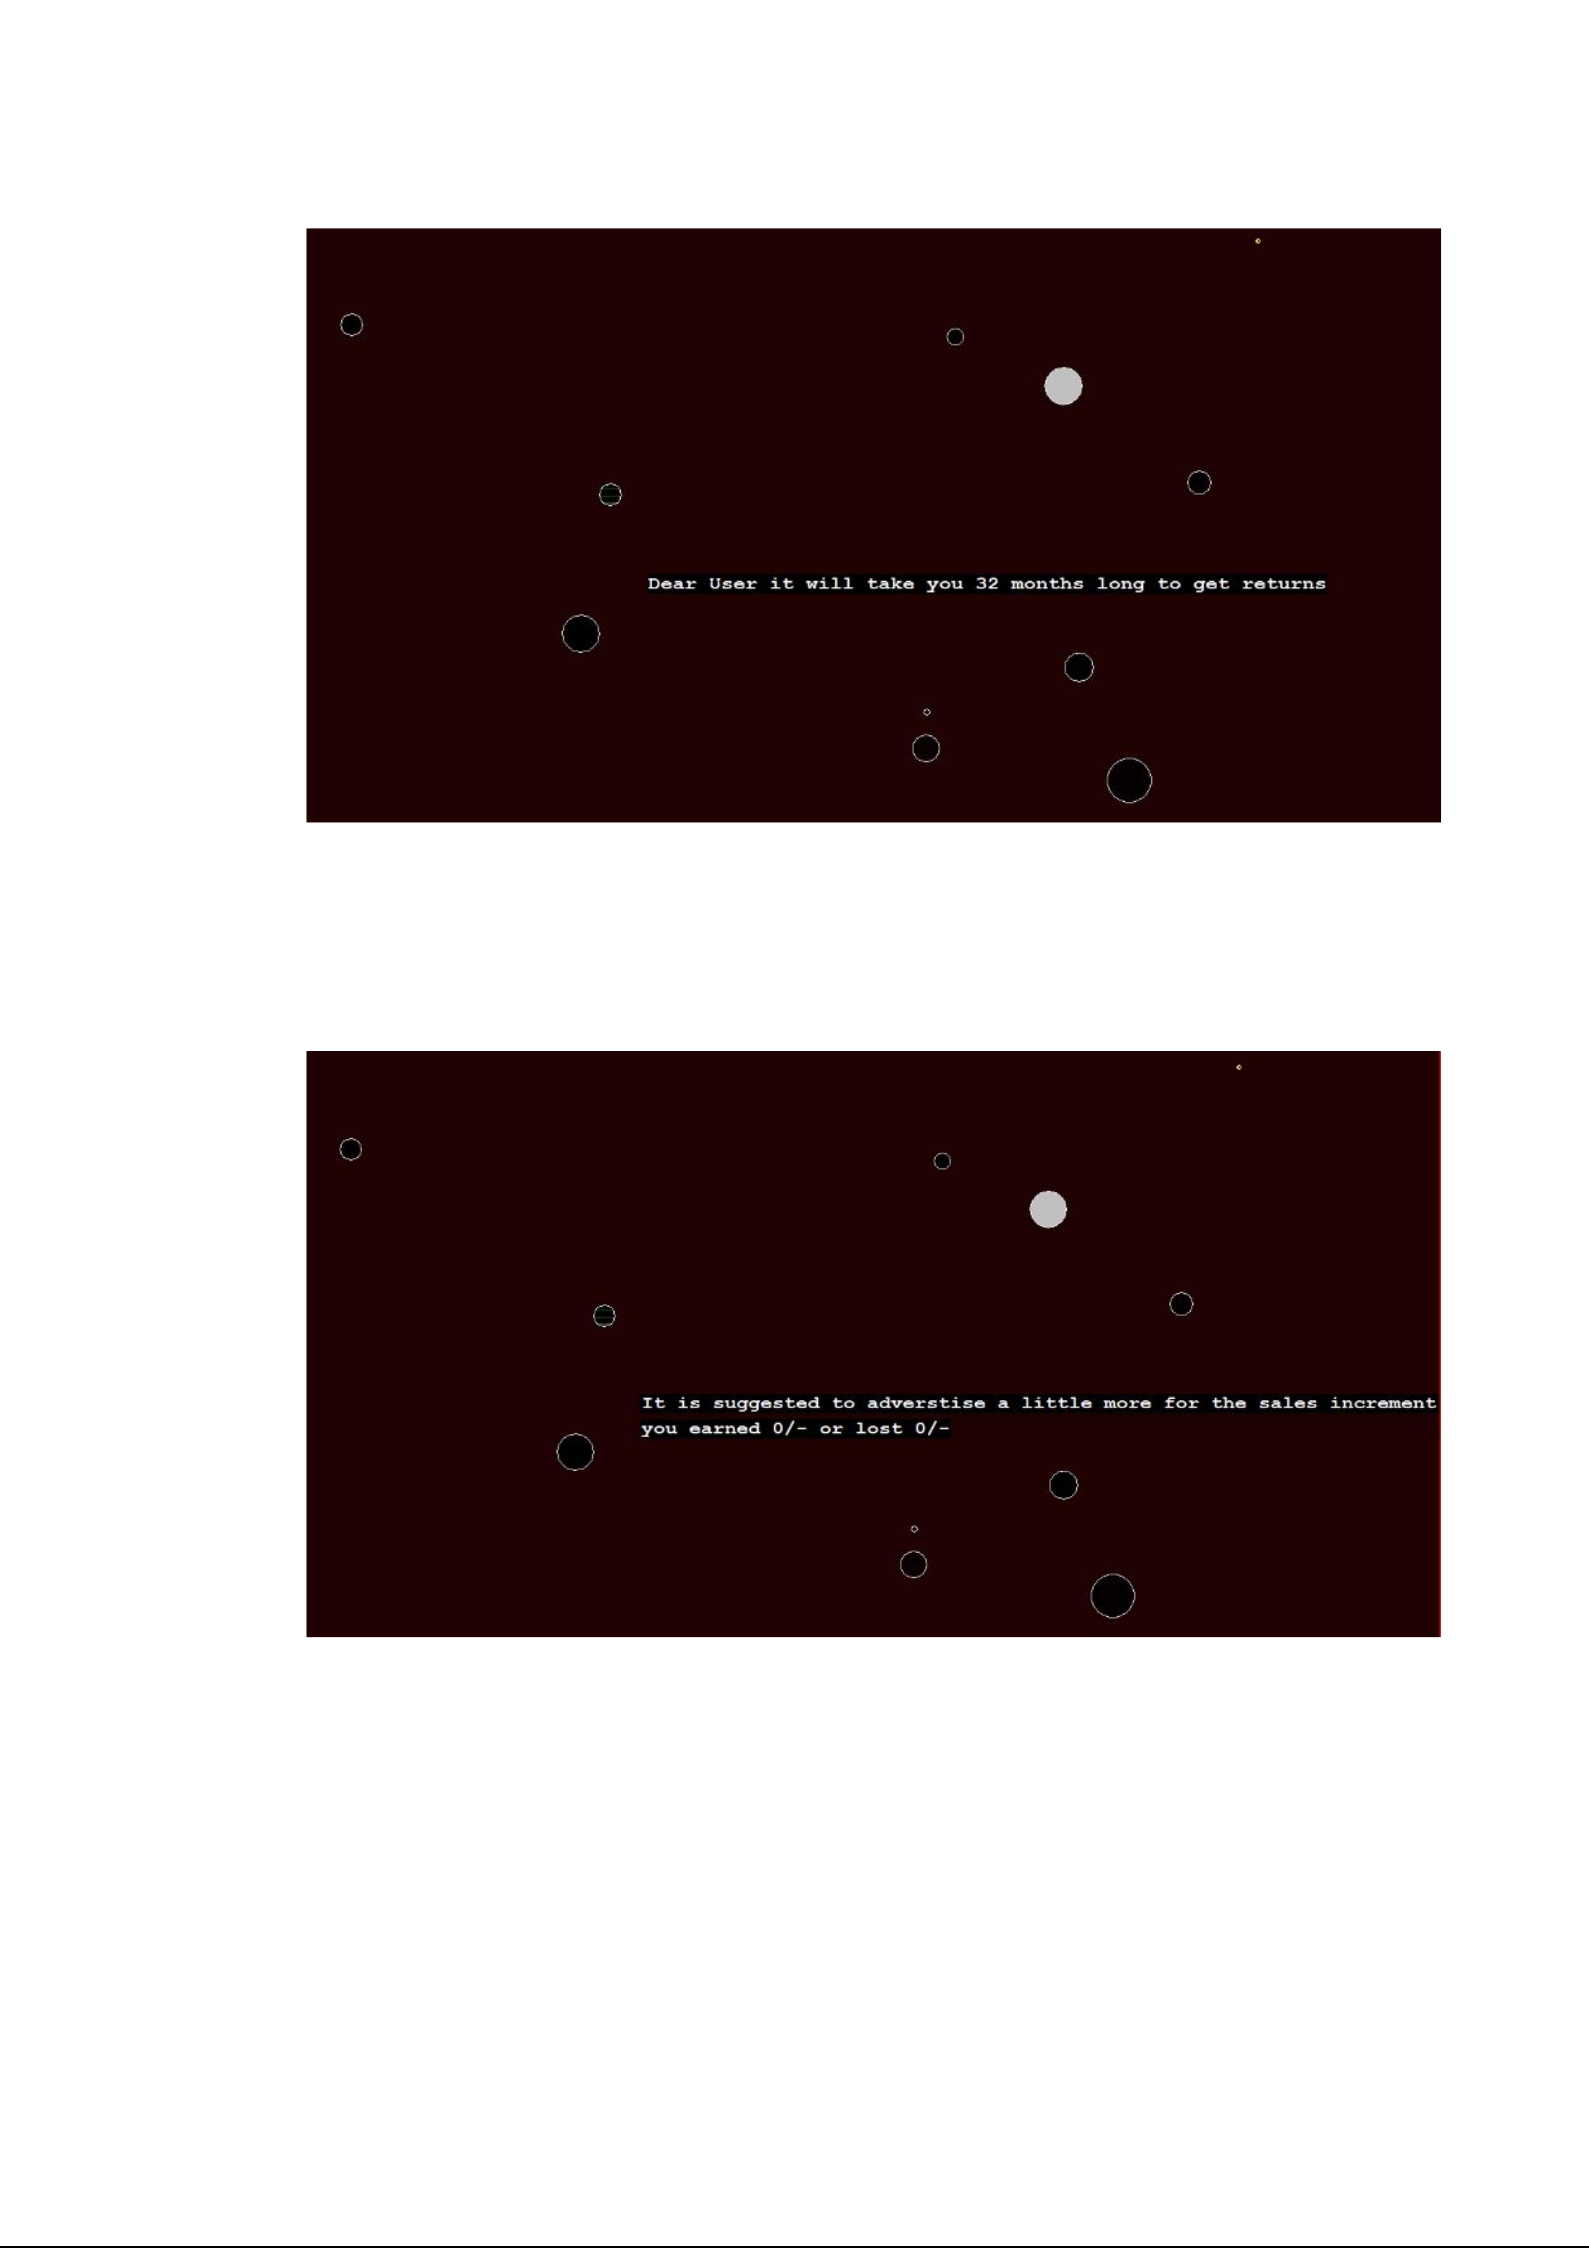 Dear User it will take you 32 months long to get returns
It is suggested to adverstise a little more for the sales increment
you earned 0/- or lost 0/-